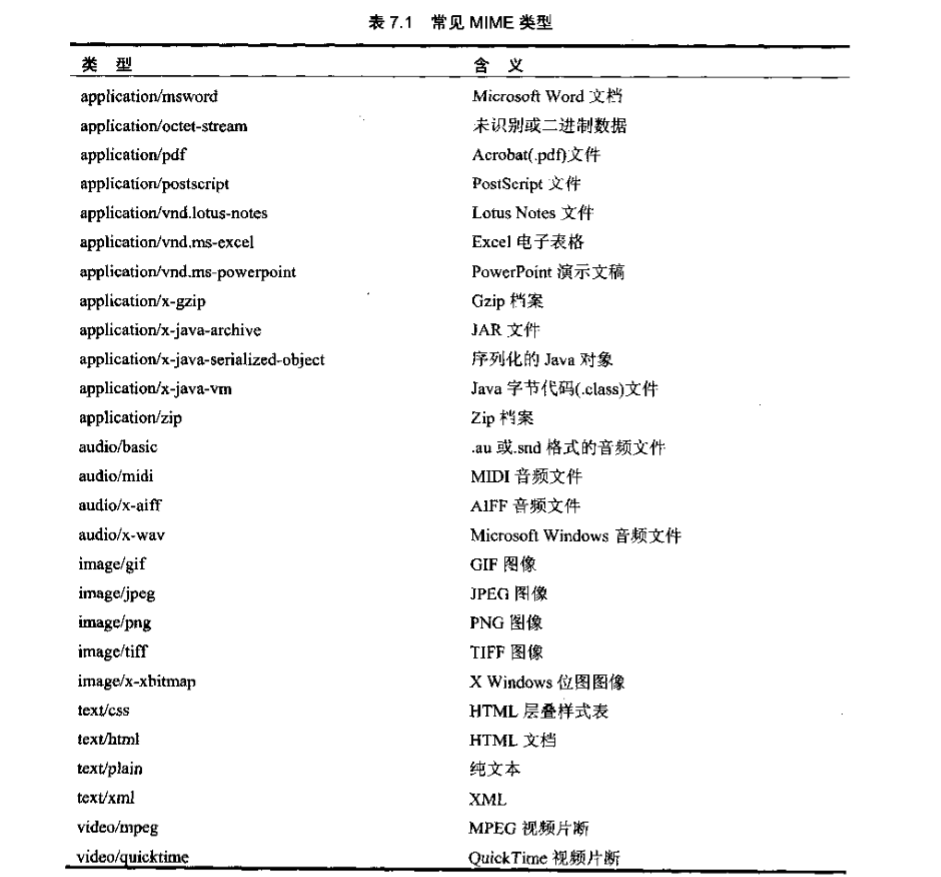 表 7.1 常见 MIME 类型
类 型 含 义
application/msword Microsoft Word 文档
application/octet-stream 未识别或二进制数据
application/pdf Acrobat(.pdf)文件
application/postscript PostScript 文件
application/vnd.lotus-notes Lotus Notes 文件
application/vnd.ms-excel Excel 电子表格
application/vnd.ms-powerpoint PowerPoint 演示文稿
application/x-gzip Gzip 档案
application/x-java-archive JAR 文件
application/x-java-serialized-object 序列化的 Java 对象
application/x-java-vm Java 字节代码(.class)文件
application/zip Zip 档案
audio/basic .au 或.snd 格式的音频文件
audio/midi MIDI 音频文件
audio/x-aiff AIFF 音频文件
audio/x-wav Microsoft Windows 音频文件
image/gif GIF 图像
image/jpeg JPEG 图像
image/png PNG 图像
image/tiff TIFF 图像
image/x-xbitmap X Windows 位图图像
text/css HTML 层叠样式表
text/html HTML 文档
text/plain 纯文本
text/xml XML
video/mpeg MPEG 视频片断
video/quicktime QuickTime 视频片断